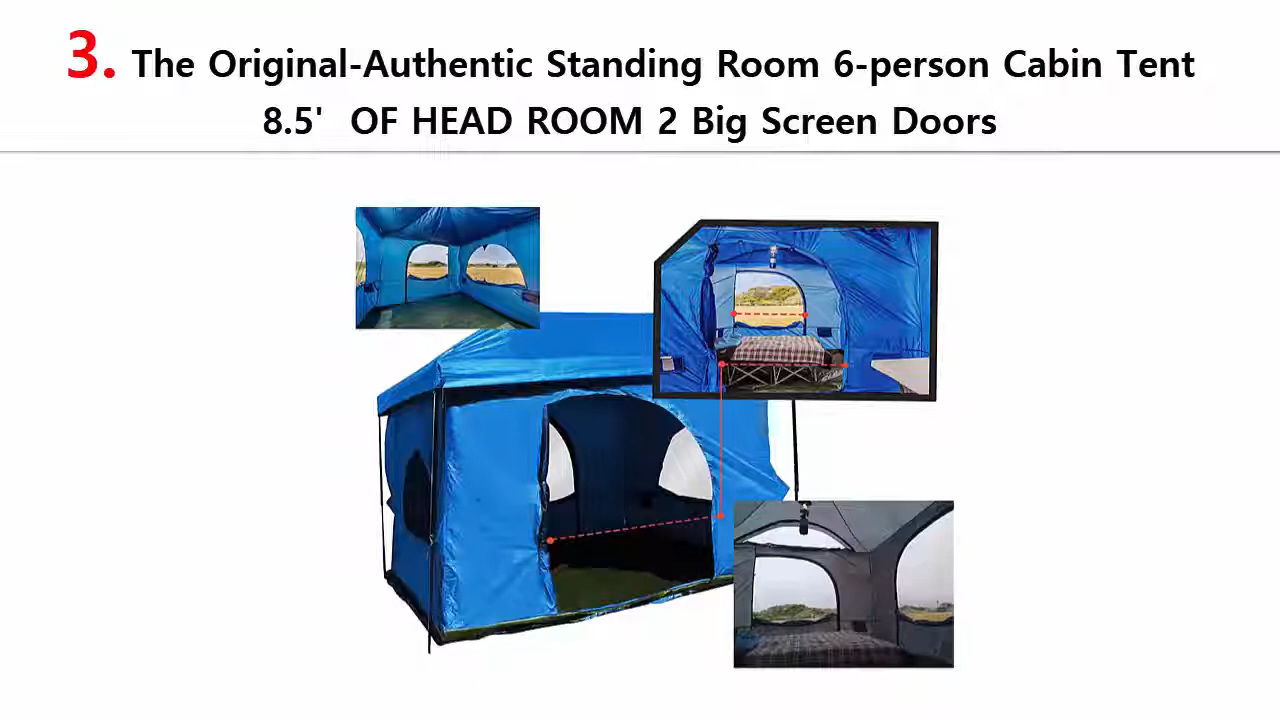 3. The Original-Authentic Standing Room 6-person Cabin Tent
8.5' OF HEAD ROOM 2 Big Screen Doors